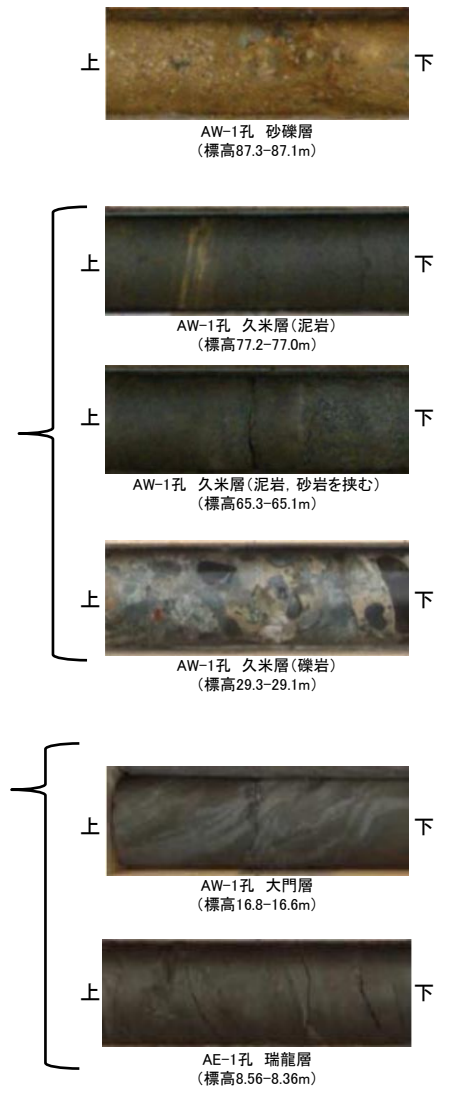 上 下
AW-1孔 砂礫層
(標高87.3-87.1m)
上 下
AW-1孔 久米層(泥岩)
(標高77.2-77.0m)
上 下
AW-1孔 久米層(泥岩,砂岩を挟む)
(標高65.3-65.1m)
上 下
AW-1孔 久米層(礫岩)
(標高29.3-29.1m)
上 下
AW-1孔 大門層
(標高16.8-16.6m)
上 下
AE-1孔 瑞龍層
(標高8.56-8.36m)